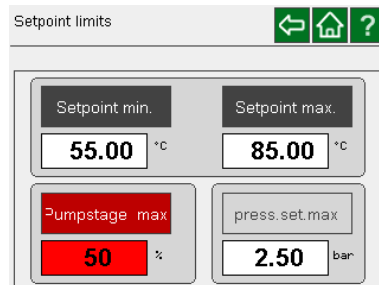 Setpoint limits ?
Setpoint min. Setpoint max.
55.00 °C 85.00 °C
Pumpstage max press.set.max
50 % 2.50 bar